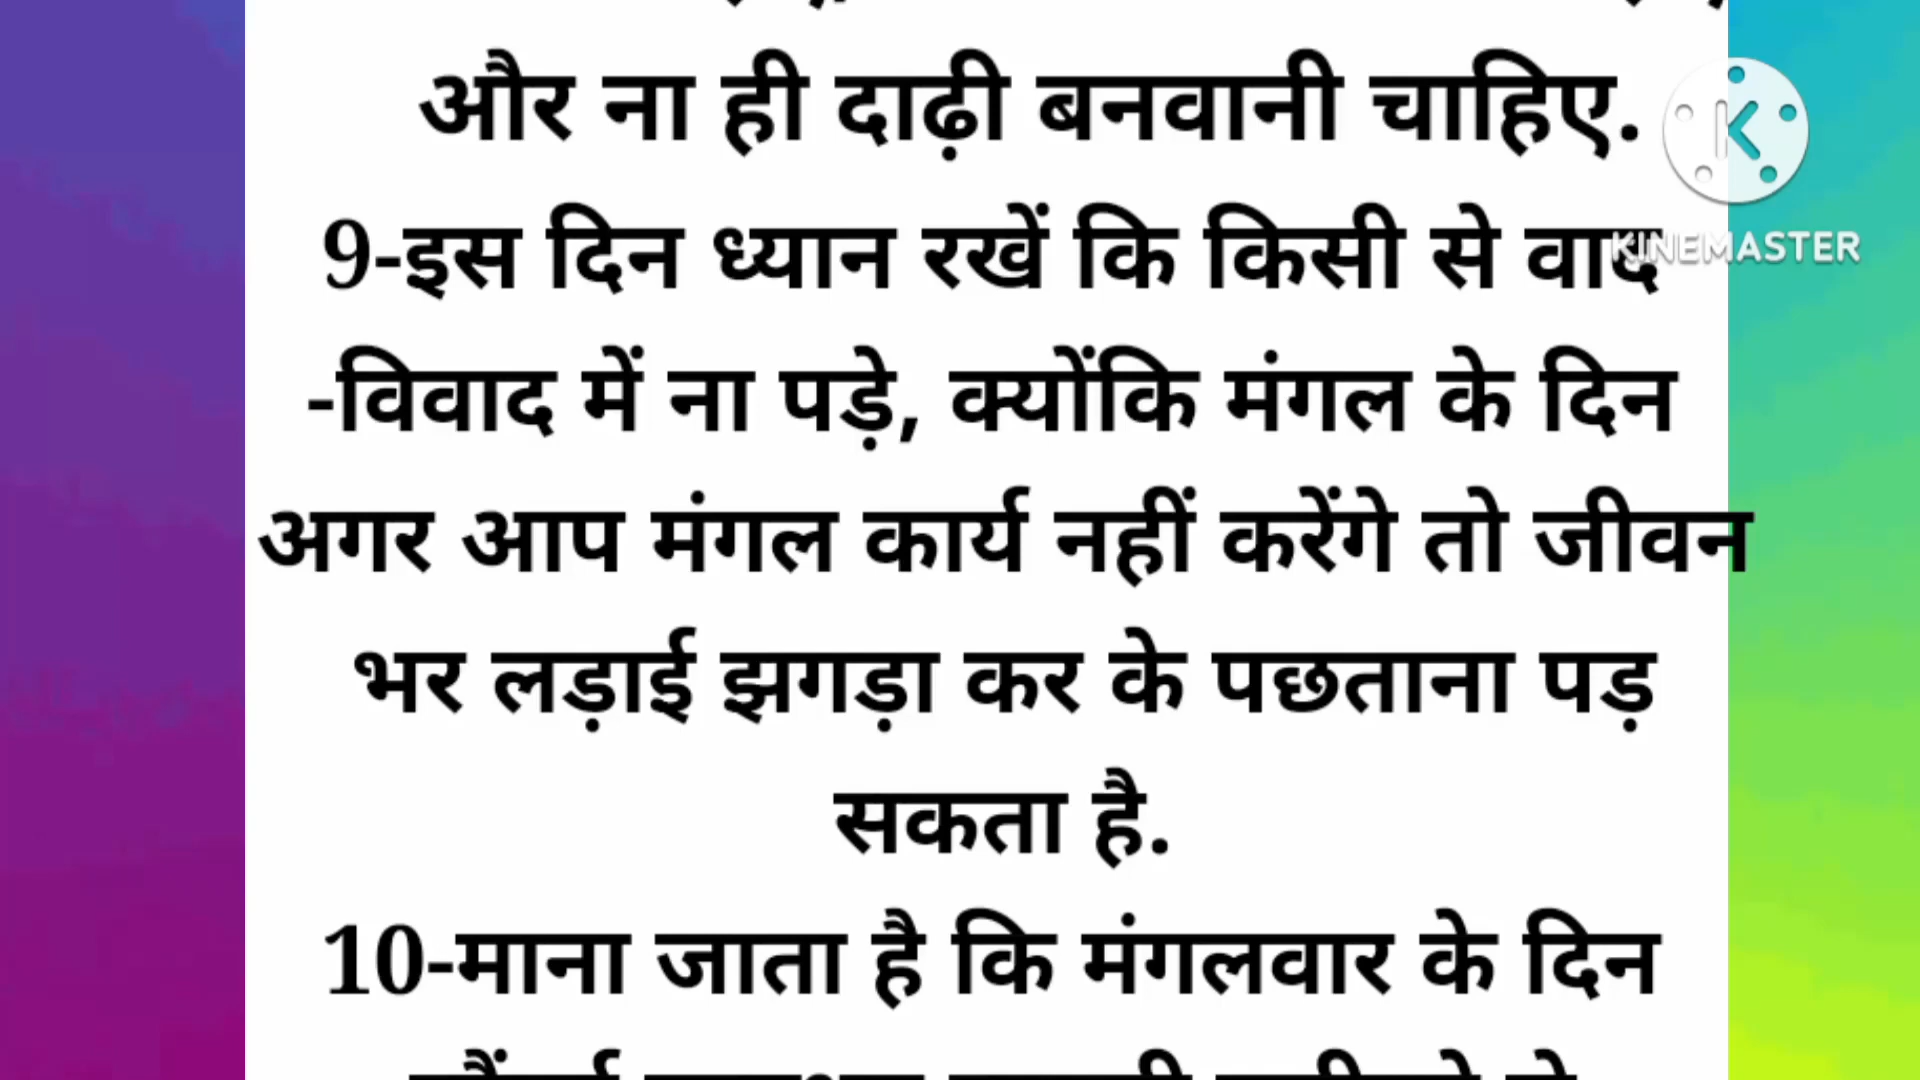 और ना ही दाढ़ी बनवानी चाहिए.
9-इस दिन ध्यान रखें कि किसी से वाद
-विवाद में ना पड़े, क्योंकि मंगल के दिन
अगर आप मंगल कार्य नहीं करेंगे तो जीवन
भर लड़ाई झगड़ा कर के पछताना पड़
सकता है.
10-माना जाता है कि मंगलवार के दिन
K
KINEMASTER